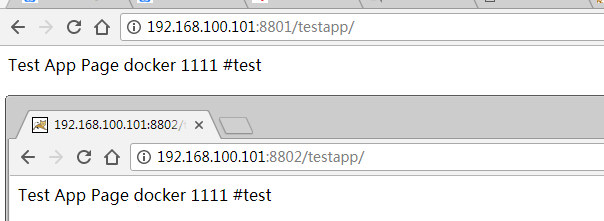 192.168.100.101:8801/testapp/
Test App Page docker 1111 #test
192.168.100.101:8802/t
192.168.100.101:8802/testapp/
Test App Page docker 1111 #test